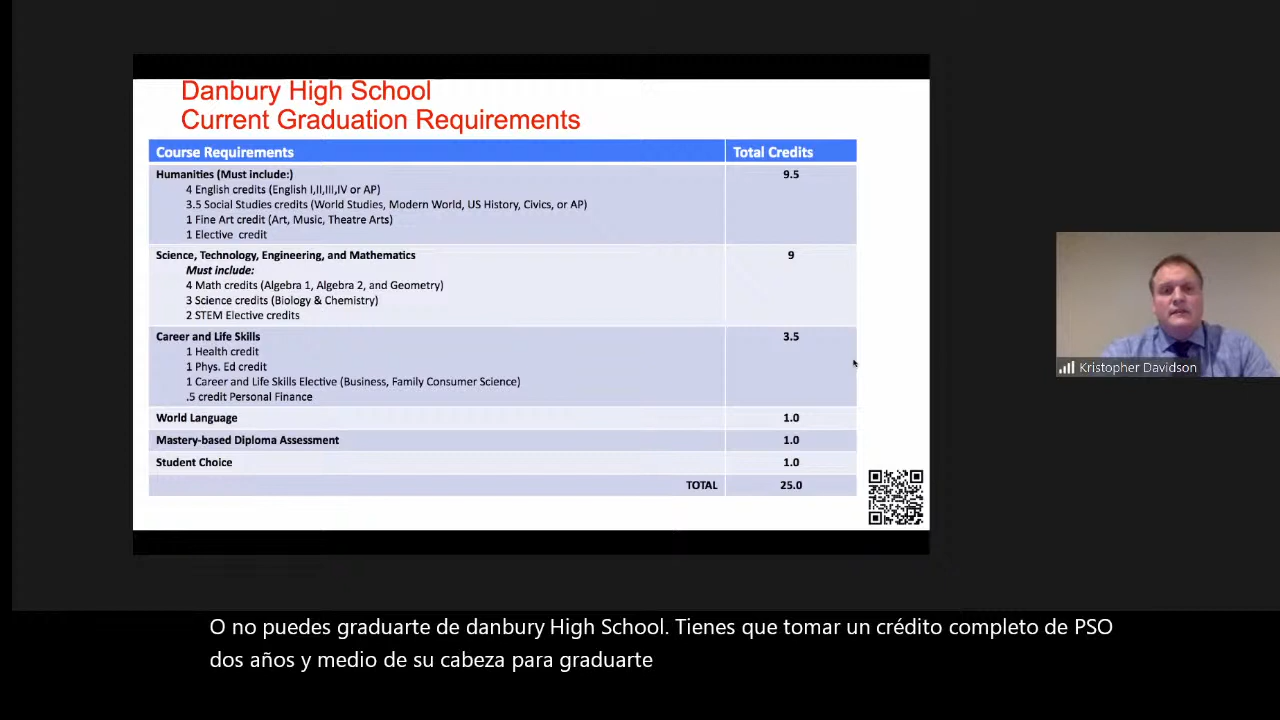 Danbury High School
Current Graduation Requirements
Course Requirements Total Credits
Humanities (Must include:) 9.5
4 English credits (English I,II,III,IV or AP)
3.5 Social Studies credits (World Studies, Modern World, US History, Civics, or AP)
1 Fine Art credit (Art, Music, Theatre Arts)
1 Elective credit
Science, Technology, Engineering, and Mathematics 9
Must include:
4 Math credits (Algebra 1, Algebra 2, and Geometry)
3 Science credits (Biology & Chemistry)
2 STEM Elective credits
Career and Life Skills 3.5
1 Health credit
1 Phys. Ed credit
1 Career and Life Skills Elective (Business, Family Consumer Science)
.5 credit Personal Finance
World Language 1.0
Mastery-based Diploma Assessment 1.0
Student Choice 1.0
TOTAL 25.0
Kristopher Davidson
O no puedes graduarte de danbury High School. Tienes que tomar un crédito completo de PSO
dos años y medio de su cabeza para graduarte